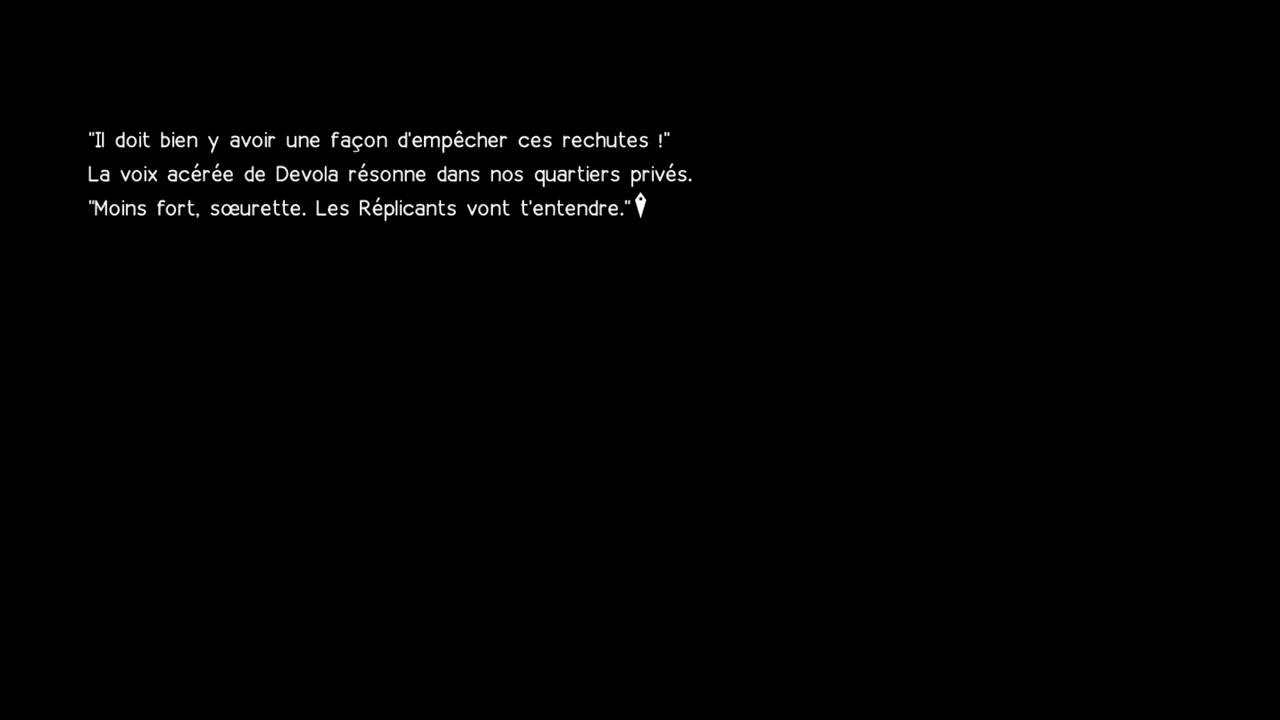 "Il doit bien y avoir une façon d'empêcher ces rechutes !"
La voix acérée de Devola résonne dans nos quartiers privés.
"Moins fort, sœurette. Les Réplicants vont t'entendre."